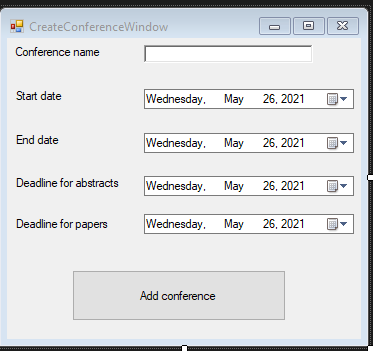 CreateConferenceWindow
Conference name
Start date Wednesday, May 26, 2021
End date Wednesday, May 26, 2021
Deadline for abstracts Wednesday, May 26, 2021
Deadline for papers Wednesday, May 26, 2021
Add conference